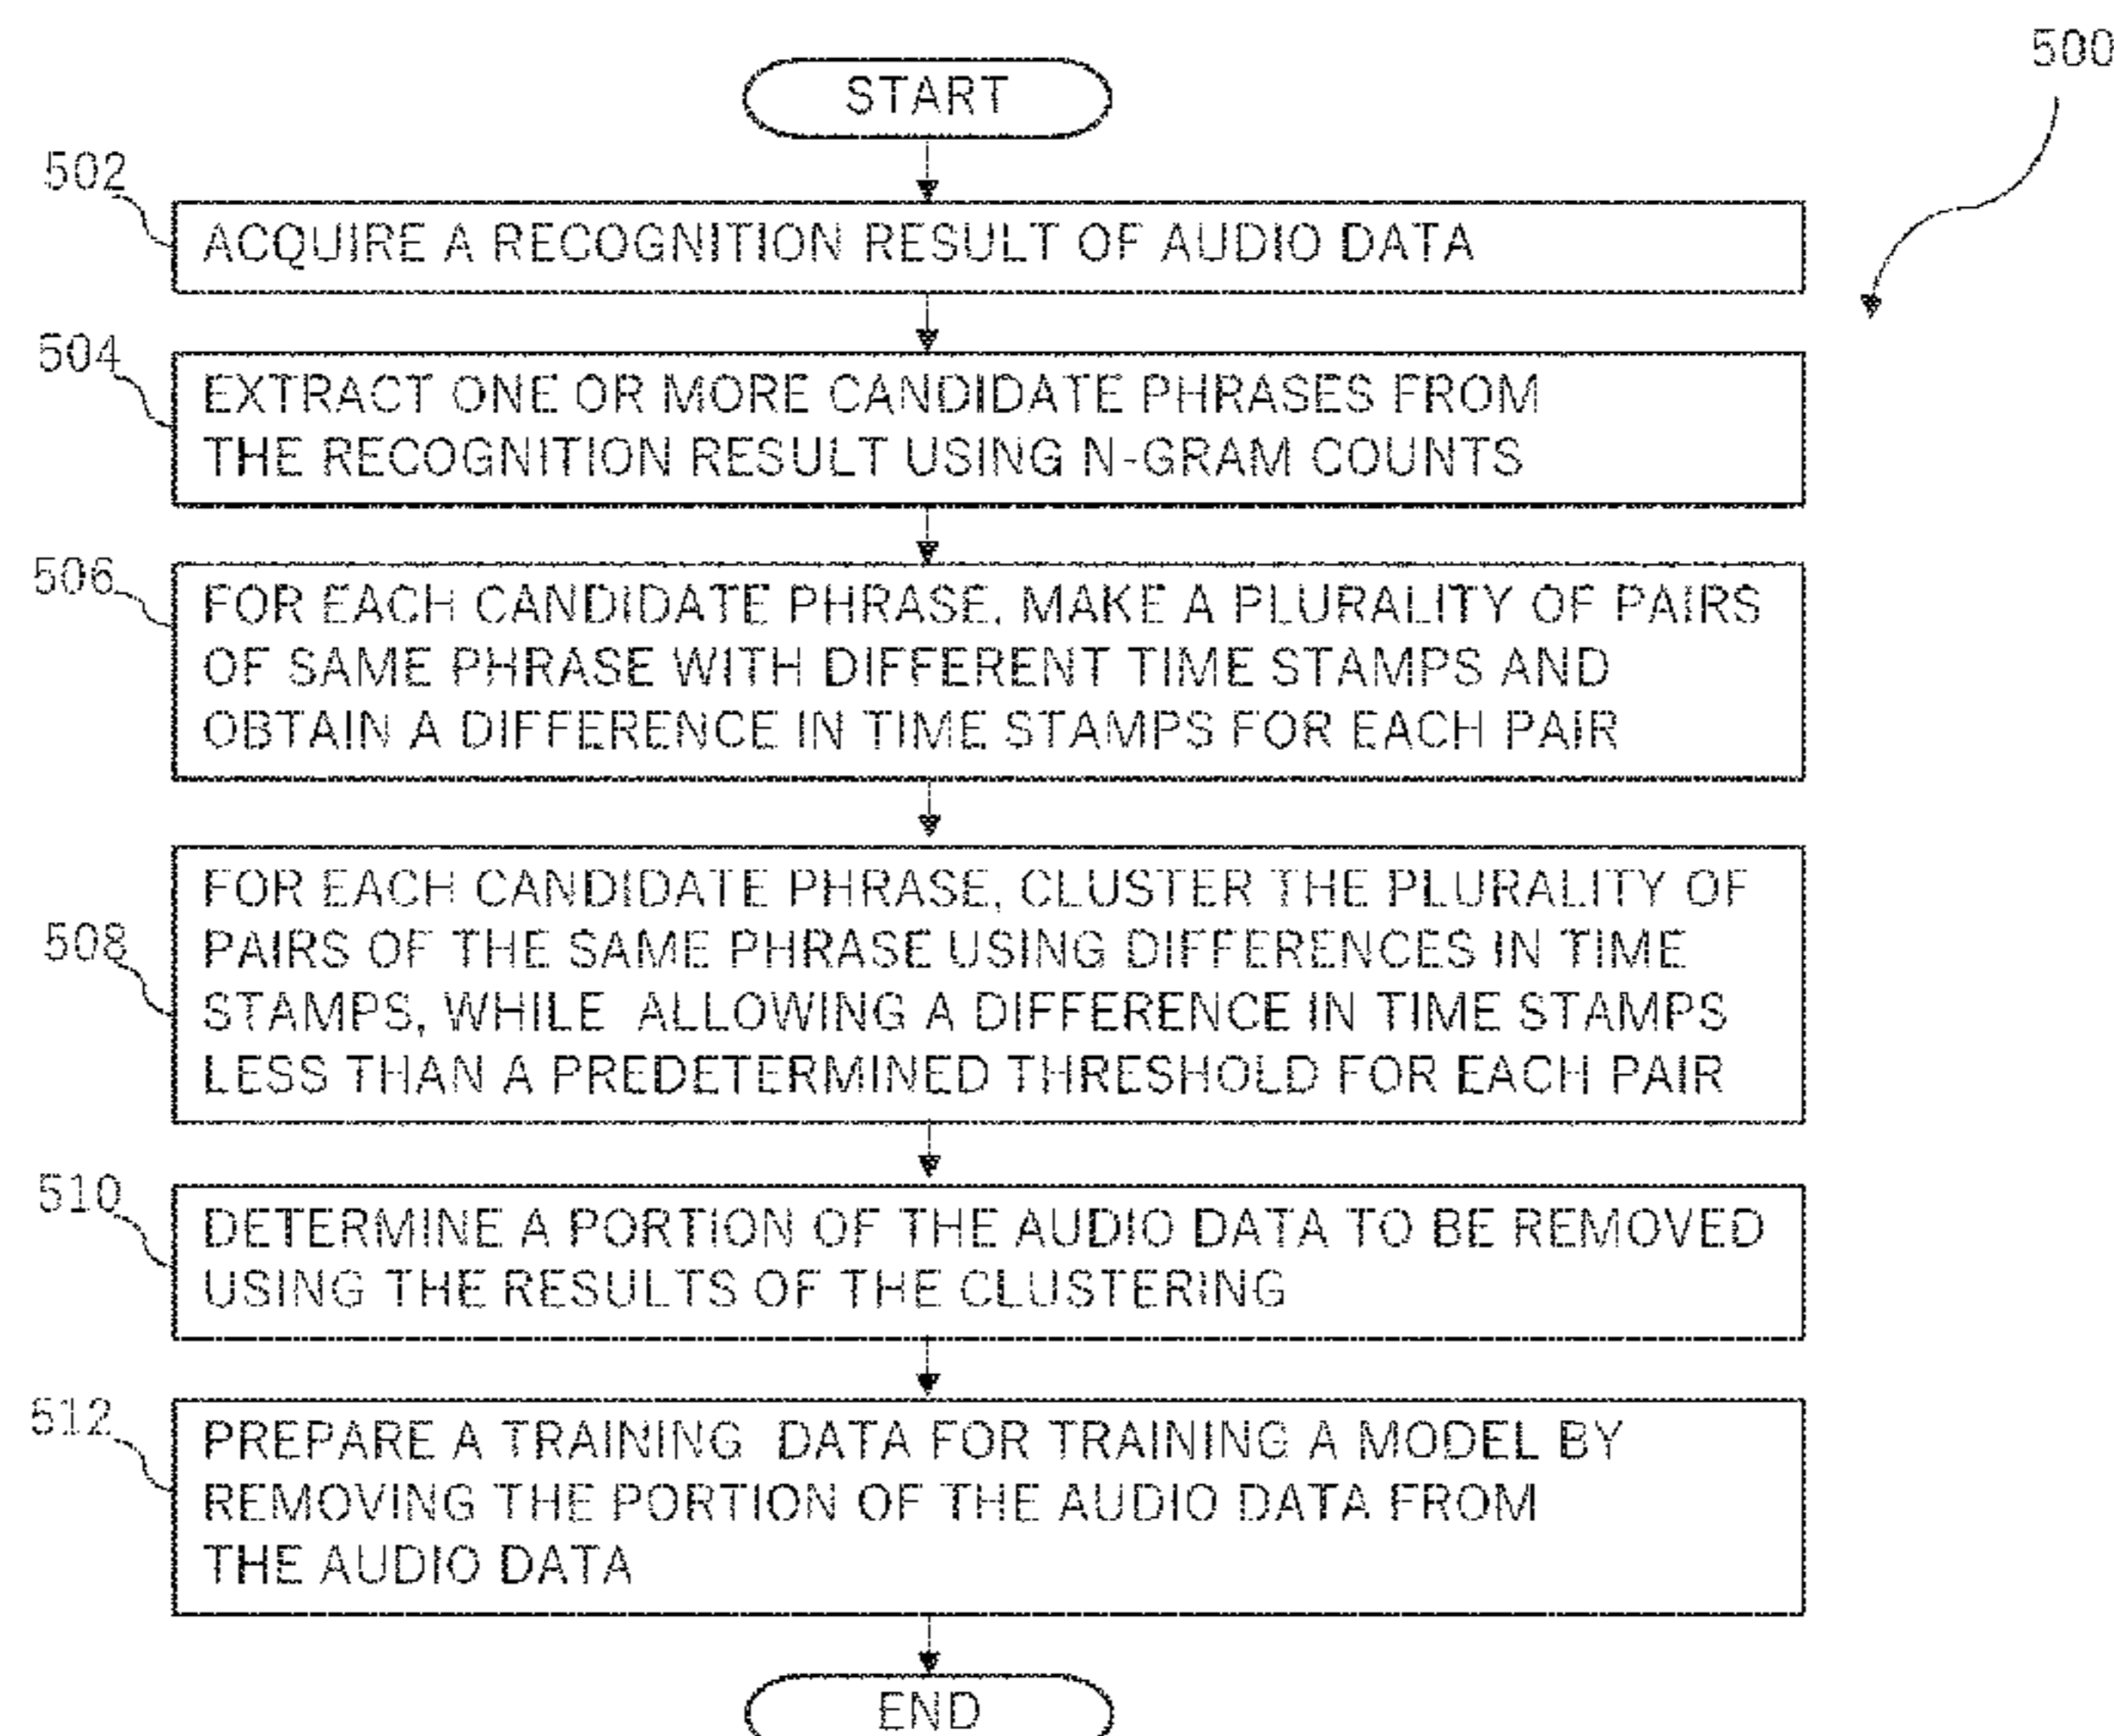 500
START
502
ACQUIRE A RECOGNITION RESULT OF AUDIO DATA
504
EXTRACT ONE OR MORE CANDIDATE PHRASES FROM
THE RECOGNITION RESULT USING N-GRAM COUNTS
506
FOR EACH CANDIDATE PHRASE, MAKE A PLURALITY OF PAIRS
OF SAME PHRASE WITH DIFFERENT TIME STAMPS AND
OBTAIN A DIFFERENCE IN TIME STAMPS FOR EACH PAIR
508
FOR EACH CANDIDATE PHRASE, CLUSTER THE PLURALITY OF
PAIRS OF THE SAME PHRASE USING DIFFERENCES IN TIME
STAMPS, WHILE ALLOWING A DIFFERENCE IN TIME STAMPS
LESS THAN A PREDETERMINED THRESHOLD FOR EACH PAIR
510
DETERMINE A PORTION OF THE AUDIO DATA TO BE REMOVED
USING THE RESULTS OF THE CLUSTERING
512
PREPARE A TRAINING DATA FOR TRAINING A MODEL BY
REMOVING THE PORTION OF THE AUDIO DATA FROM
THE AUDIO DATA
END